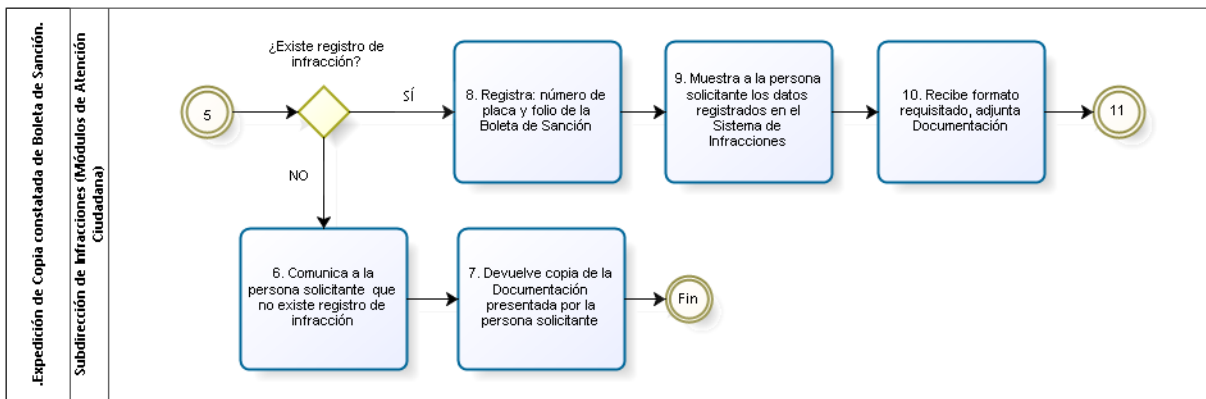 .Expedición de Copia constatada de Boleta de Sanción.
Subdirección de Infracciones (Módulos de Atención
Ciudadana)
5
¿Existe registro de
infracción?
SÍ
8. Registra: número de
placa y folio de la
Boleta de Sanción
9. Muestra a la persona
solicitante los datos
registrados en el
Sistema de
Infracciones
10. Recibe formato
requisitado, adjunta
Documentación
11
NO
6. Comunica a la
persona solicitante que
no existe registro de
infracción
7. Devuelve copia de la
Documentación
presentada por la
persona solicitante
Fin